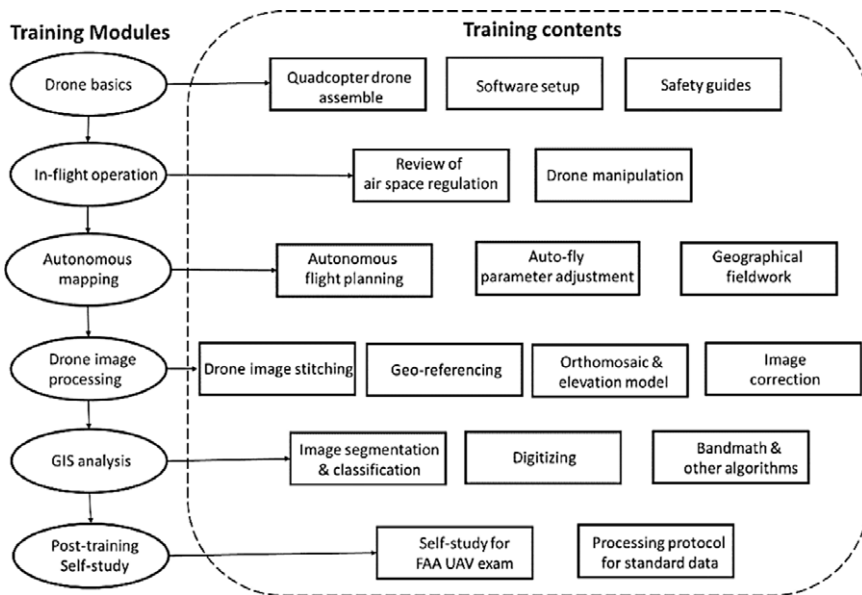 Training Modules
Training contents
Drone basics
Quadcopter drone
assemble
Software setup
Safety guides
In-flight operation
Review of
air space regulation
Drone manipulation
Autonomous
mapping
Autonomous
flight planning
Auto-fly
parameter adjustment
Geographical
fieldwork
Drone image
processing
Drone image stitching
Geo-referencing
Orthomosaic &
elevation model
Image
correction
GIS analysis
Image segmentation
& classification
Digitizing
Bandmath &
other algorithms
Post-training
Self-study
Self-study for
FAA UAV exam
Processing protocol
for standard data